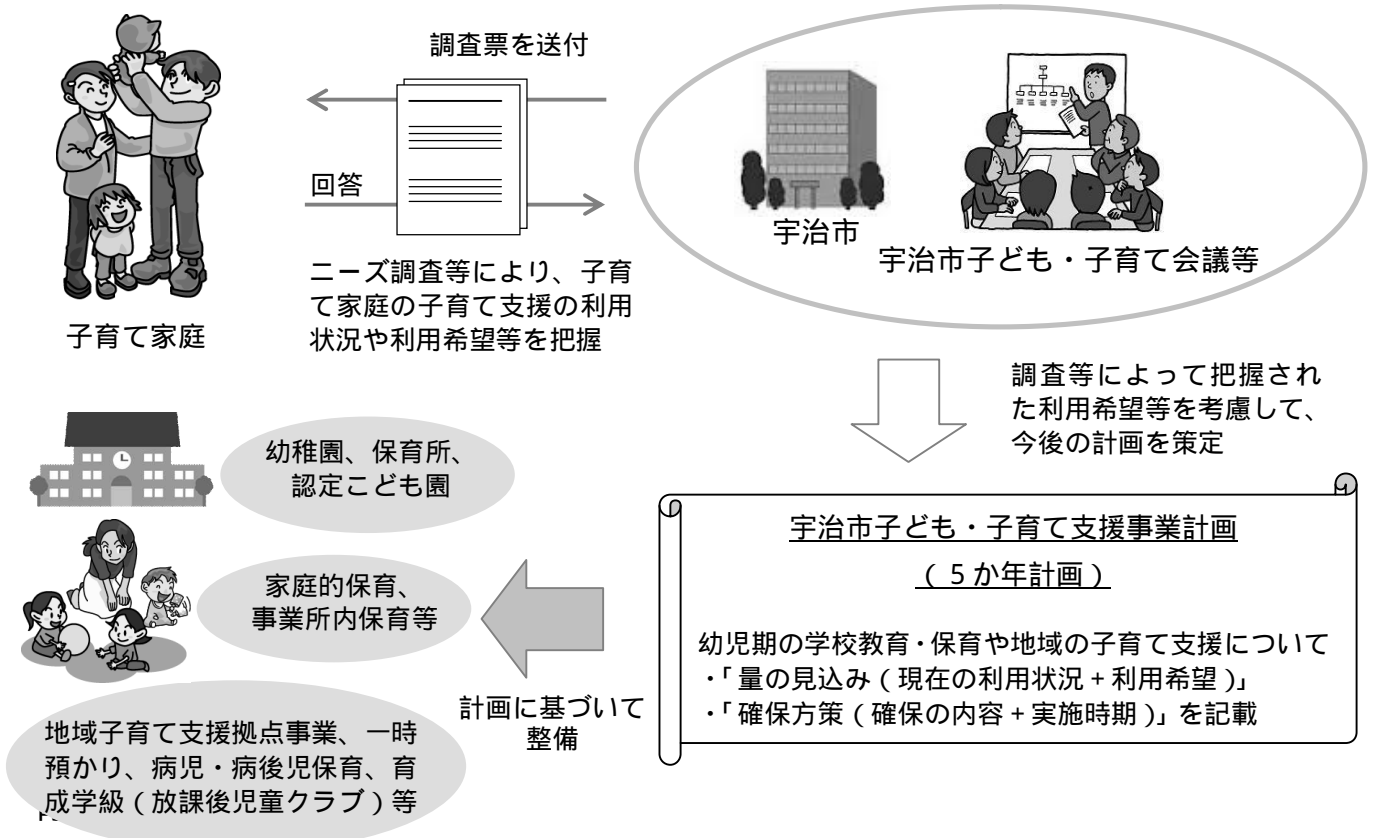 調査票を送付
回答
子育て家庭
ニーズ調査等により、子育
て家庭の子育て支援の利用
状況や利用希望等を把握
宇治市
宇治市子ども・子育て会議等
調査等によって把握され
た利用希望等を考慮して、
今後の計画を策定
宇治市子ども・子育て支援事業計画
(5か年計画)
幼児期の学校教育・保育や地域の子育て支援について
・「量の見込み(現在の利用状況+利用希望)」
・「確保方策(確保の内容+実施時期)」を記載
計画に基づいて
整備
幼稚園、保育所、
認定こども園
家庭的保育、
事業所内保育等
地域子育て支援拠点事業、一時
預かり、病児・病後児保育、育
成学級(放課後児童クラブ)等